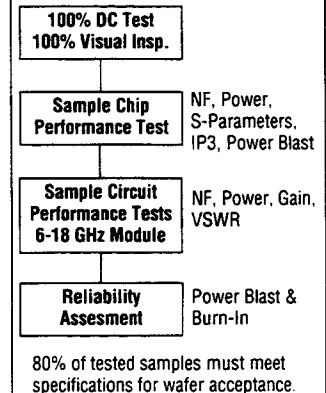 100% DC Test
100% Visual Insp.
Sample Chip
Performance Test
NF, Power,
S-Parameters,
IP3, Power Blast
Sample Circuit
Performance Tests
6-18 GHz Module
NF, Power, Gain,
VSWR
Reliability
Assesment
Power Blast &
Burn-In
80% of tested samples must meet
specifications for wafer acceptance.